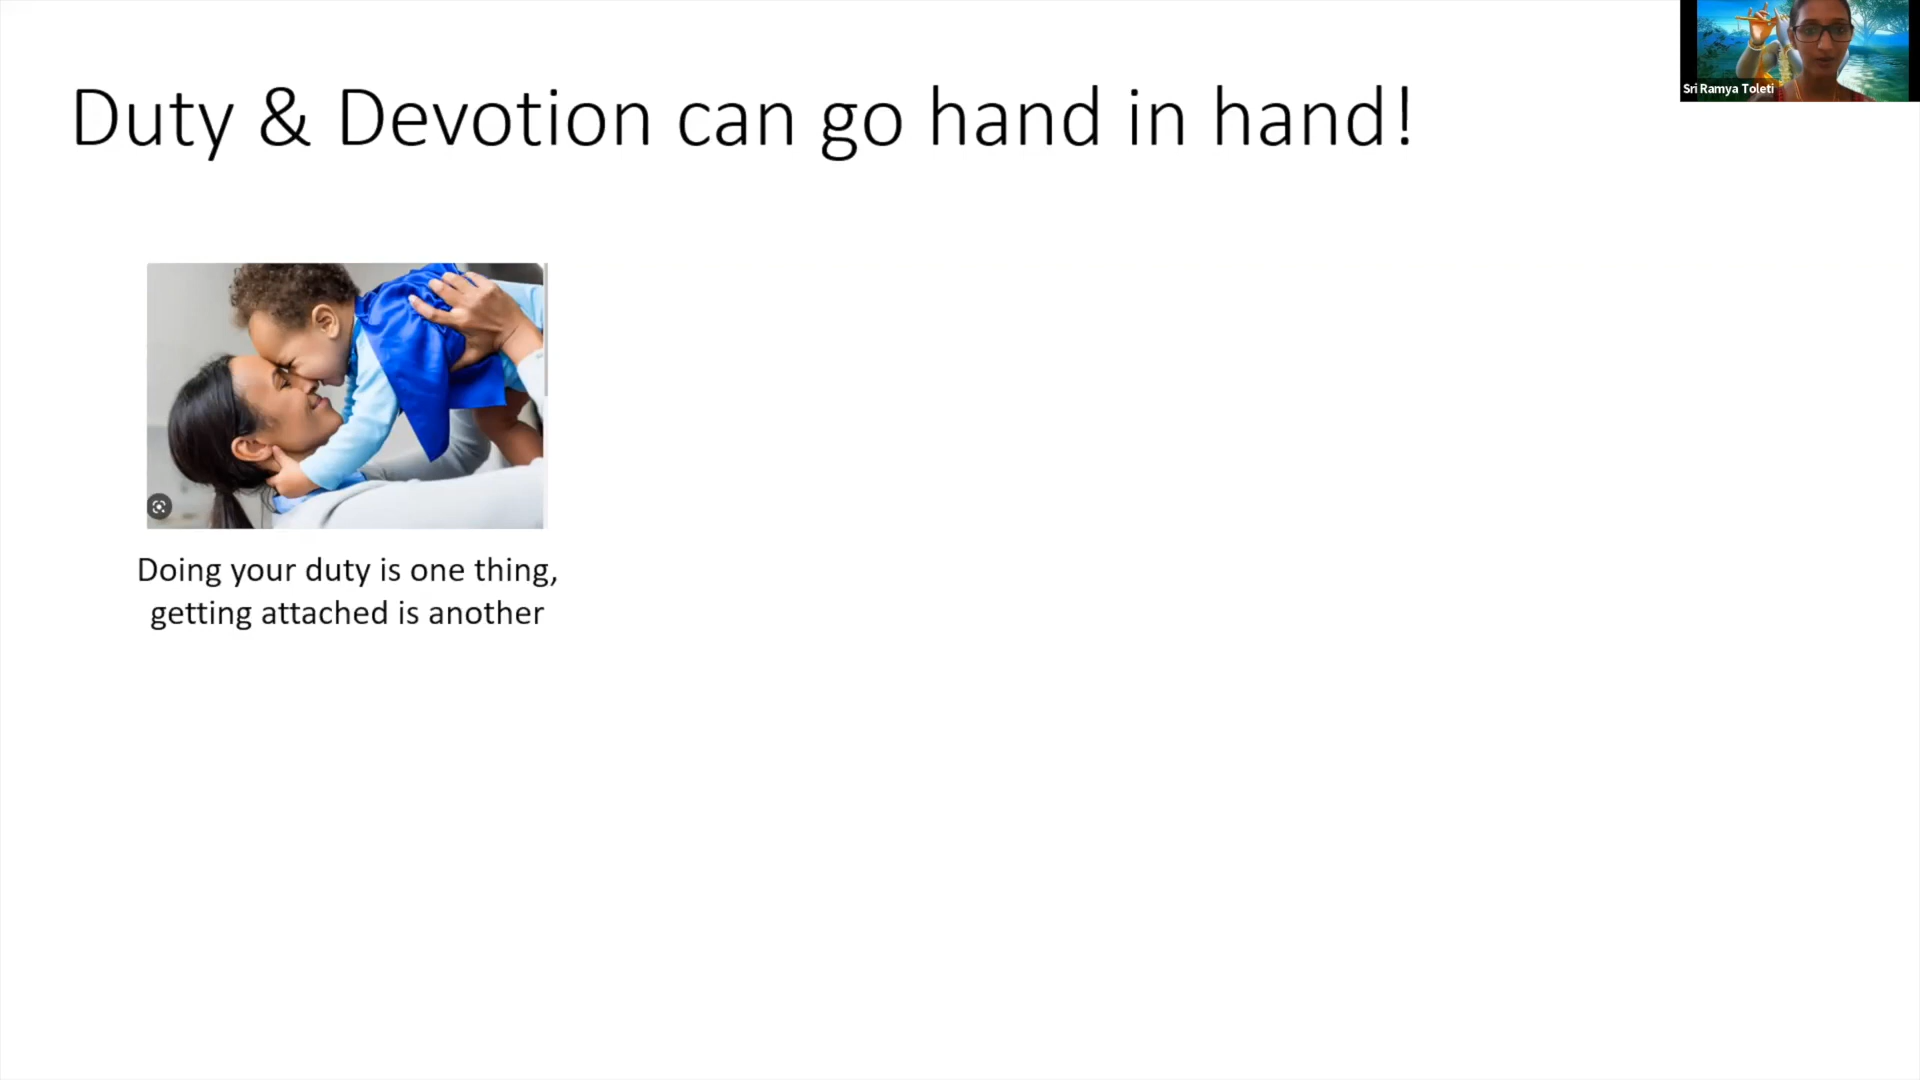 Duty & Devotion can go hand in hand!
Sri Ramya Toleti
Doing your duty is one thing,
getting attached is another